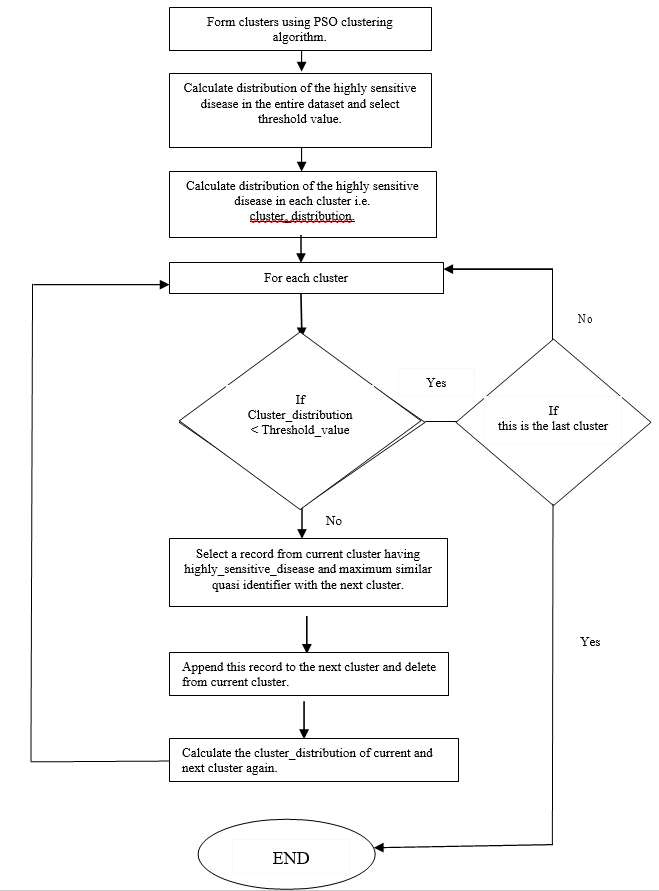 Form clusters using PSO clustering
algorithm.
Calculate distribution of the highly sensitive
disease in the entire dataset and select
threshold value.
Calculate distribution of the highly sensitive
disease in each cluster i.e.
cluster_distribution.
For each cluster
No
Yes
If
Cluster_distribution
< Threshold_value
If
this is the last cluster
No
Select a record from current cluster having
highly_sensitive_disease and maximum similar
quasi identifier with the next cluster.
Yes
Append this record to the next cluster and delete
from current cluster.
Calculate the cluster_distribution of current and
next cluster again.
END